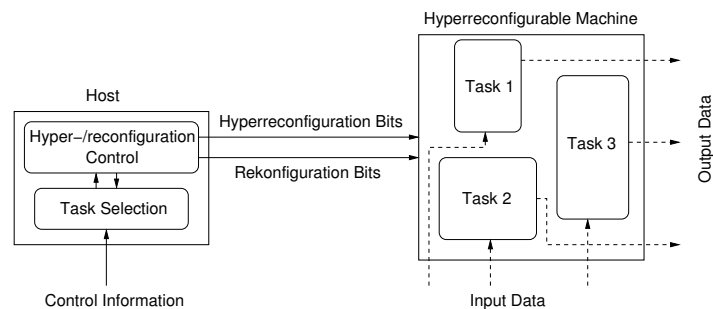 Hyperreconfigurable Machine
Host
Hyper−/reconfiguration
Control
Task Selection
Control Information
Hyperreconfiguration Bits
Rekonfiguration Bits
Task 1
Task 2
Task 3
Input Data
Output Data